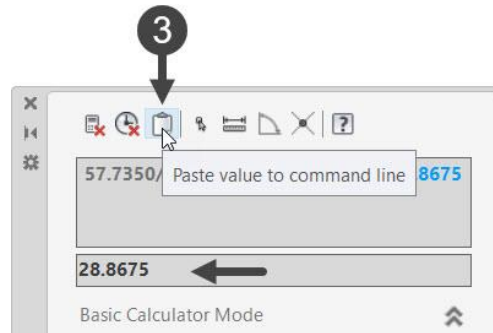 3
57.7350/
8675
Paste value to command line
28.8675
Basic Calculator Mode